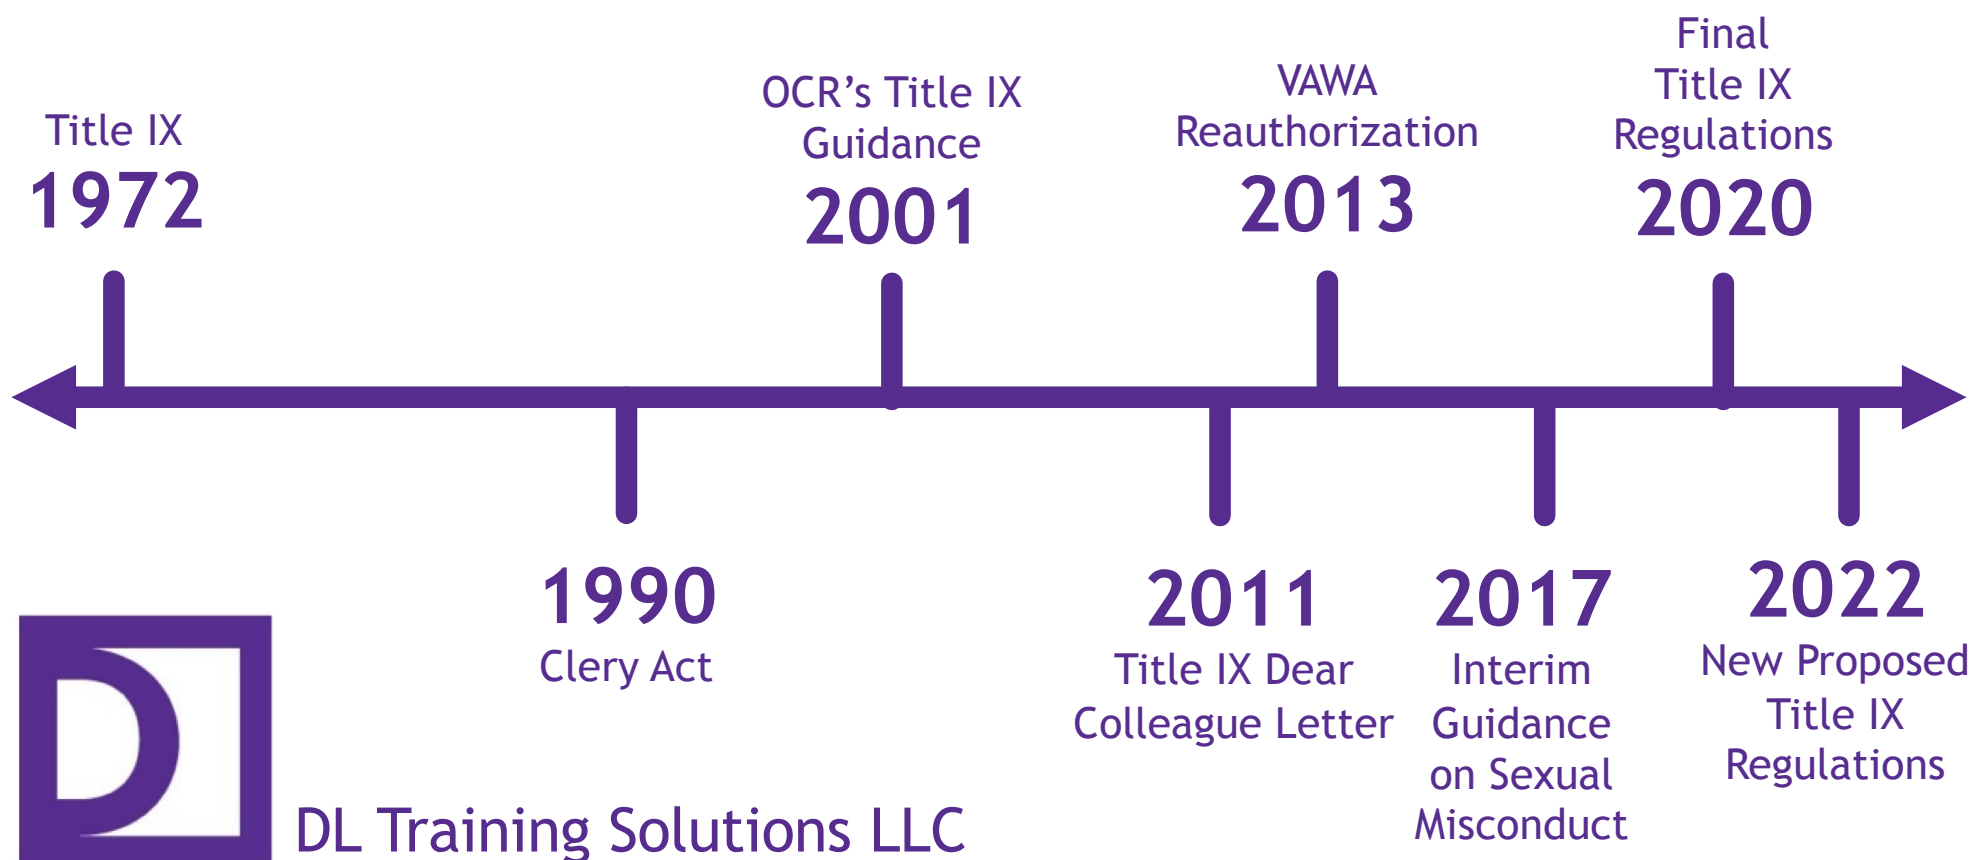 Title IX
1972
OCR’s Title IX
Guidance
2001
VAWA
Reauthorization
2013
Final
Title IX
Regulations
2020
1990
Clery Act
2011
Title IX Dear
Colleague Letter
2017
Interim
Guidance
on Sexual
Misconduct
2022
New Proposed
Title IX
Regulations
D
DL Training Solutions LLC